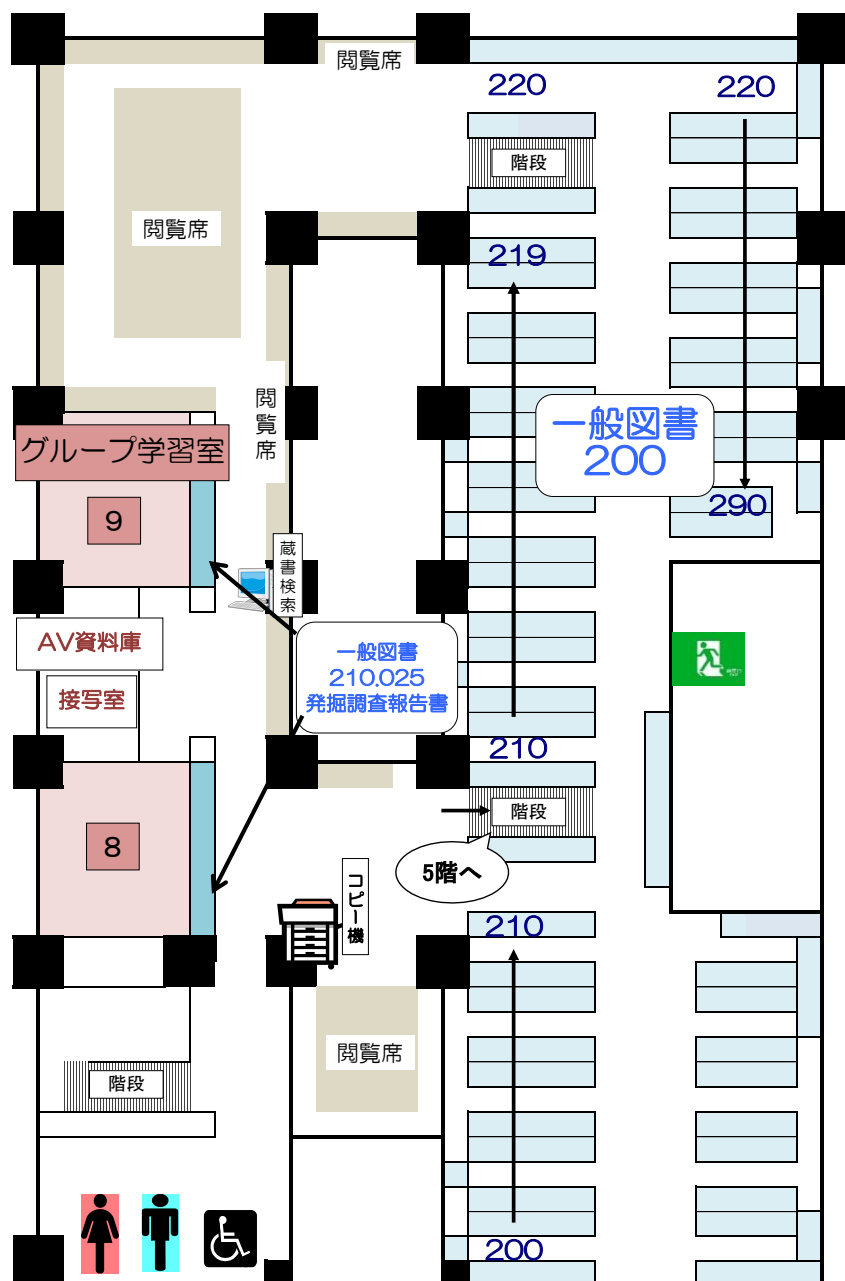 閲覧席
220
220
階段
閲覧席
219
閲覧席
一般図書
200
グループ学習室
290
9
蔵書検索
AV資料庫
一般図書
210.025
発掘調査報告書
接写室
210
階段
8
5階へ
コピー機
210
閲覧席
階段
200